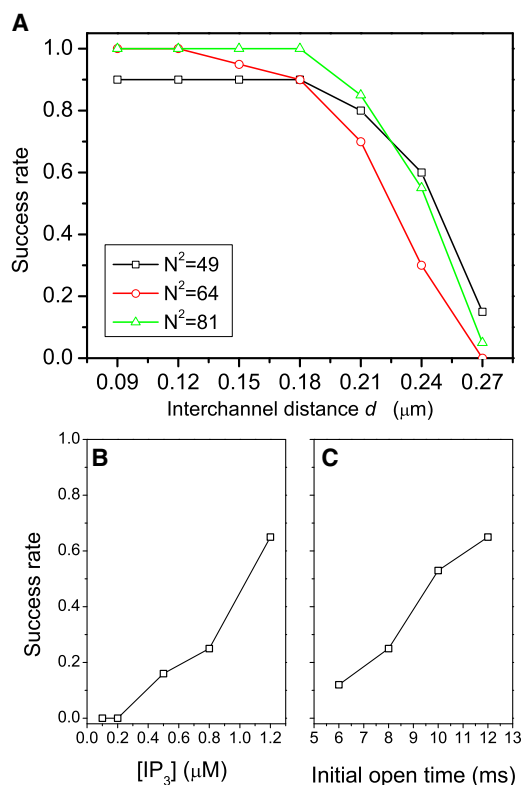 A
1.0
0.8
0.6
0.4
0.2
0.0
Success rate
N²=49
N²=64
N²=81
0.09 0.12 0.15 0.18 0.21 0.24 0.27
Interchannel distance d (μm)
B
1.0
0.8
0.6
0.4
0.2
0.0
Success rate
0.0 0.2 0.4 0.6 0.8 1.0 1.2
[IP₃] (μM)
C
5 6 7 8 9 10 11 12 13
Initial open time (ms)